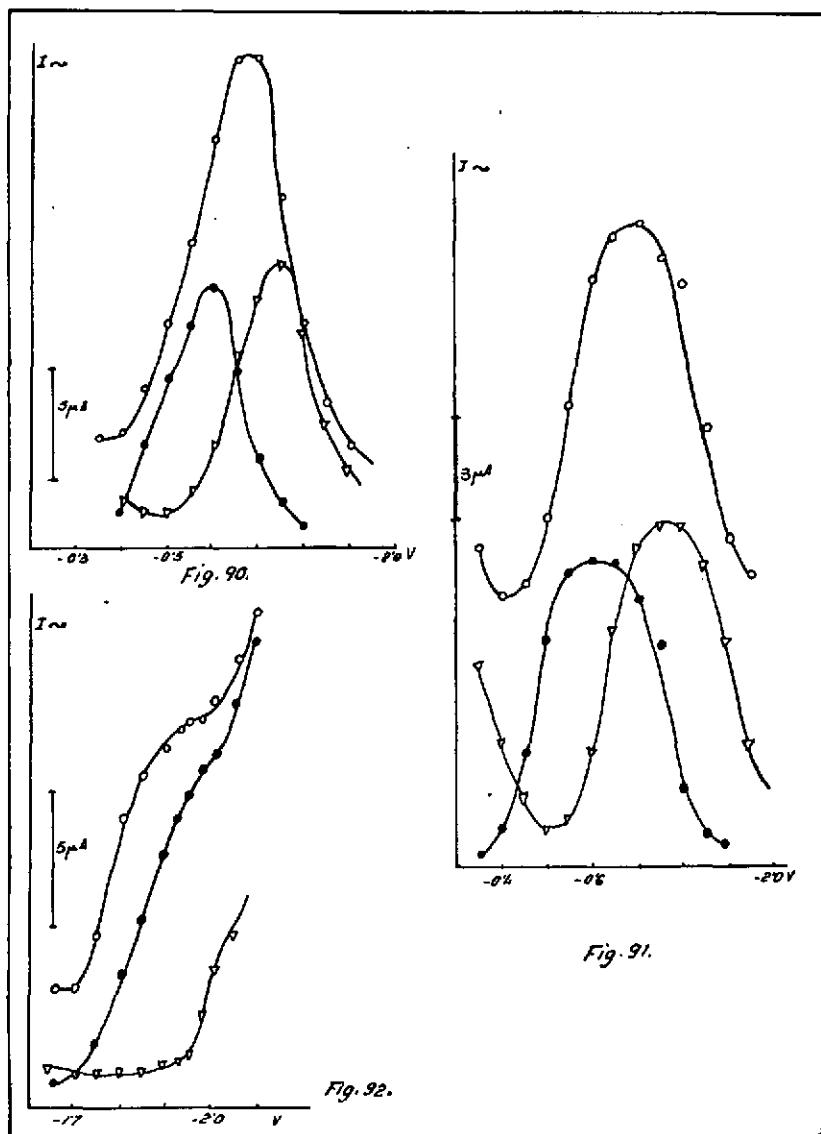 I~
5μA
-0'3
-0'5
-8'0 V
Fig. 90.
I~
3μA
-0'4
-0'6
-2'0 V
Fig. 91.
I~
5μA
-1'7
-2'0
V
Fig. 92.